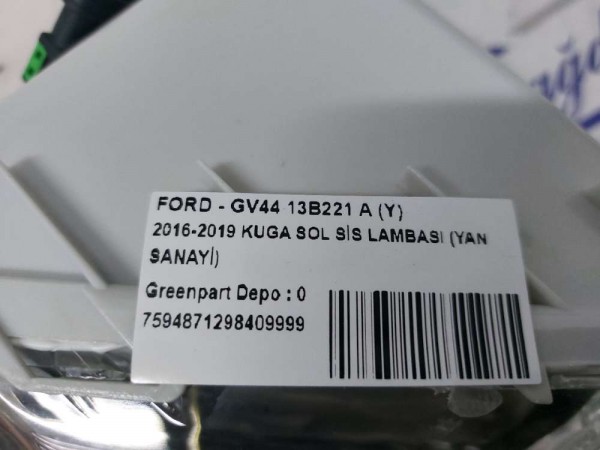 FORD - GV44 13B221 A (Y)
2016-2019 KUGA SOL SİS LAMBASI (YAN
SANAYİ)
Greenpart Depo : 0
7594871298409999